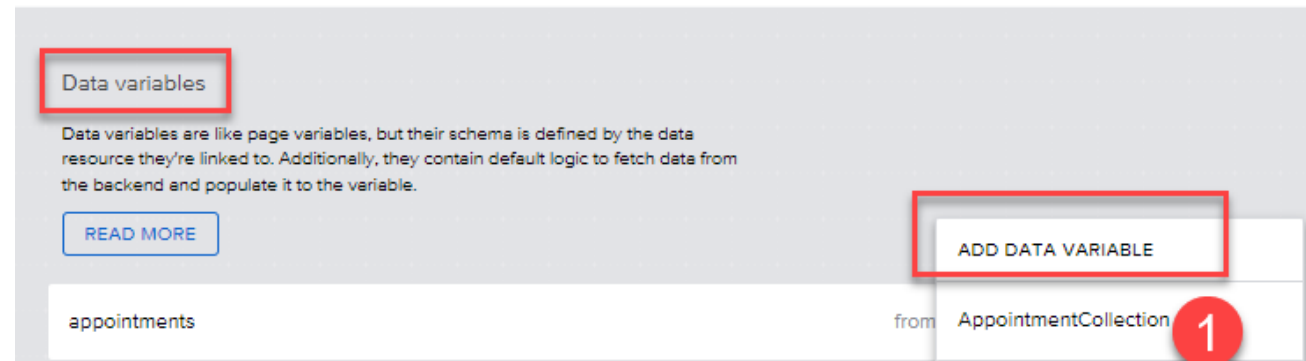 Data variables
Data variables are like page variables, but their schema is defined by the data
resource they're linked to. Additionally, they contain default logic to fetch data from
the backend and populate it to the variable.
READ MORE
ADD DATA VARIABLE
appointments
from
AppointmentCollection
1